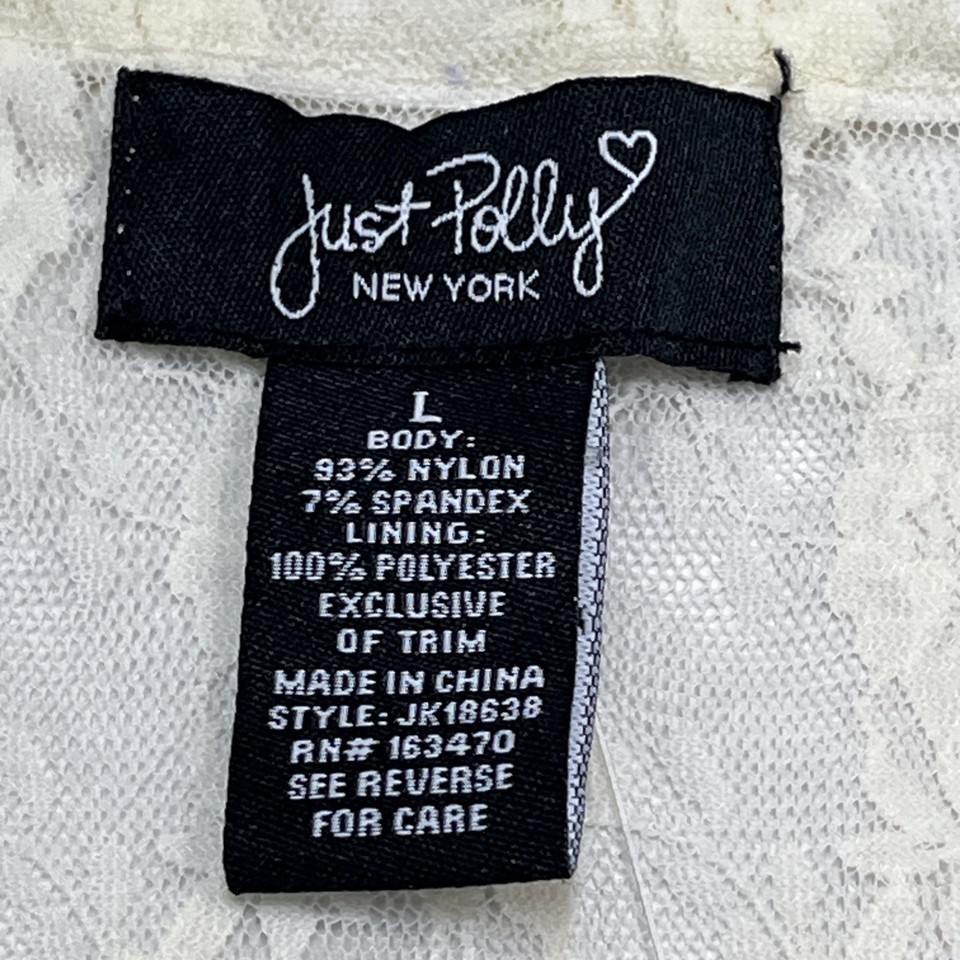 Just Polly
NEW YORK
L
BODY:
93% NYLON
7% SPANDEX
LINING:
100% POLYESTER
EXCLUSIVE
OF TRIM
MADE IN CHINA
STYLE: JK18638
RN# 163470
SEE REVERSE
FOR CARE